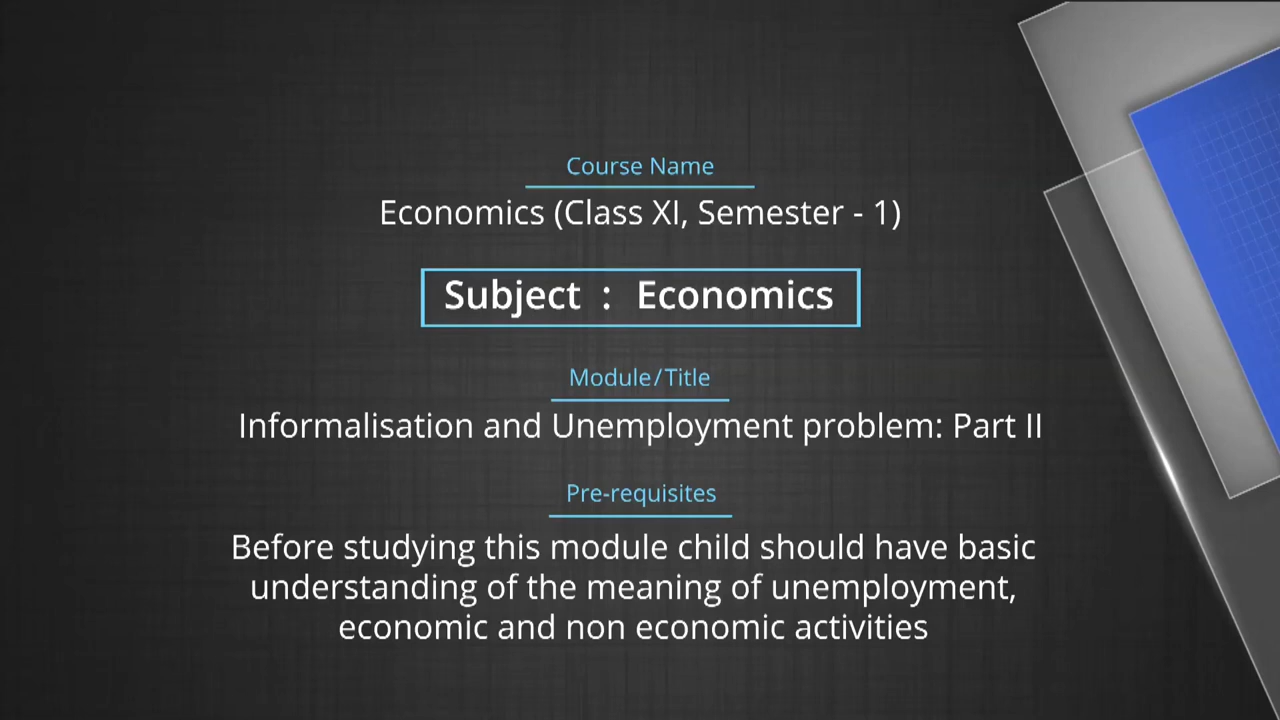 Course Name
Economics (Class XI, Semester - 1)
Subject : Economics
Module/Title
Informalisation and Unemployment problem: Part II
Pre-requisites
Before studying this module child should have basic
understanding of the meaning of unemployment,
economic and non economic activities